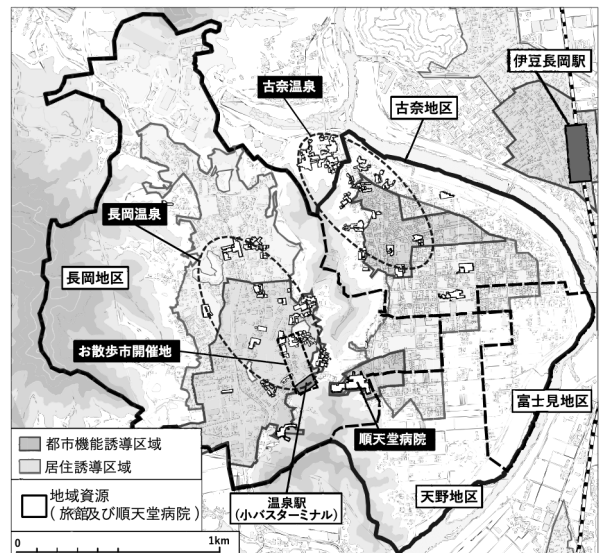 伊豆長岡駅
古奈温泉
古奈地区
長岡温泉
長岡地区
お散歩市開催地
富士見地区
順天堂病院
天野地区
温泉駅
(小バスターミナル)
都市機能誘導区域
居住誘導区域
地域資源
(旅館及び順天堂病院)
0
1km